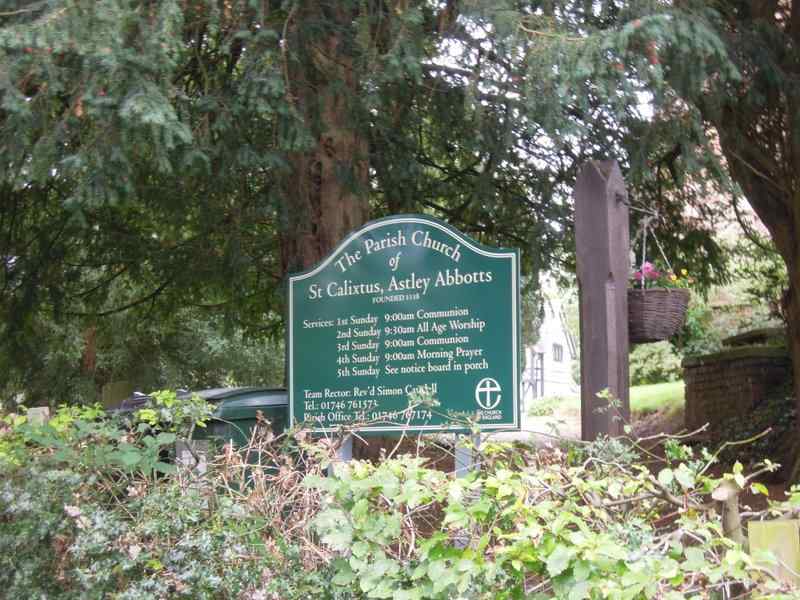 The Parish Church
of
St Calixtus, Astley Abbotts
FOUNDED 1138
Services: 1st Sunday 9:00am Communion
2nd Sunday 9:30am All Age Worship
3rd Sunday 9:00am Communion
4th Sunday 9:00am Morning Prayer
5th Sunday See notice board in porch
Team Rector: Rev'd Simon
Tel.: 01746 761573
Parish Office Tel.: 01746 767174
THE CHURCH
OF ENGLAND